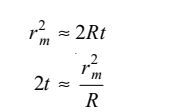 r_m^2 ≈ 2Rt
2t ≈ r_m^2 / R